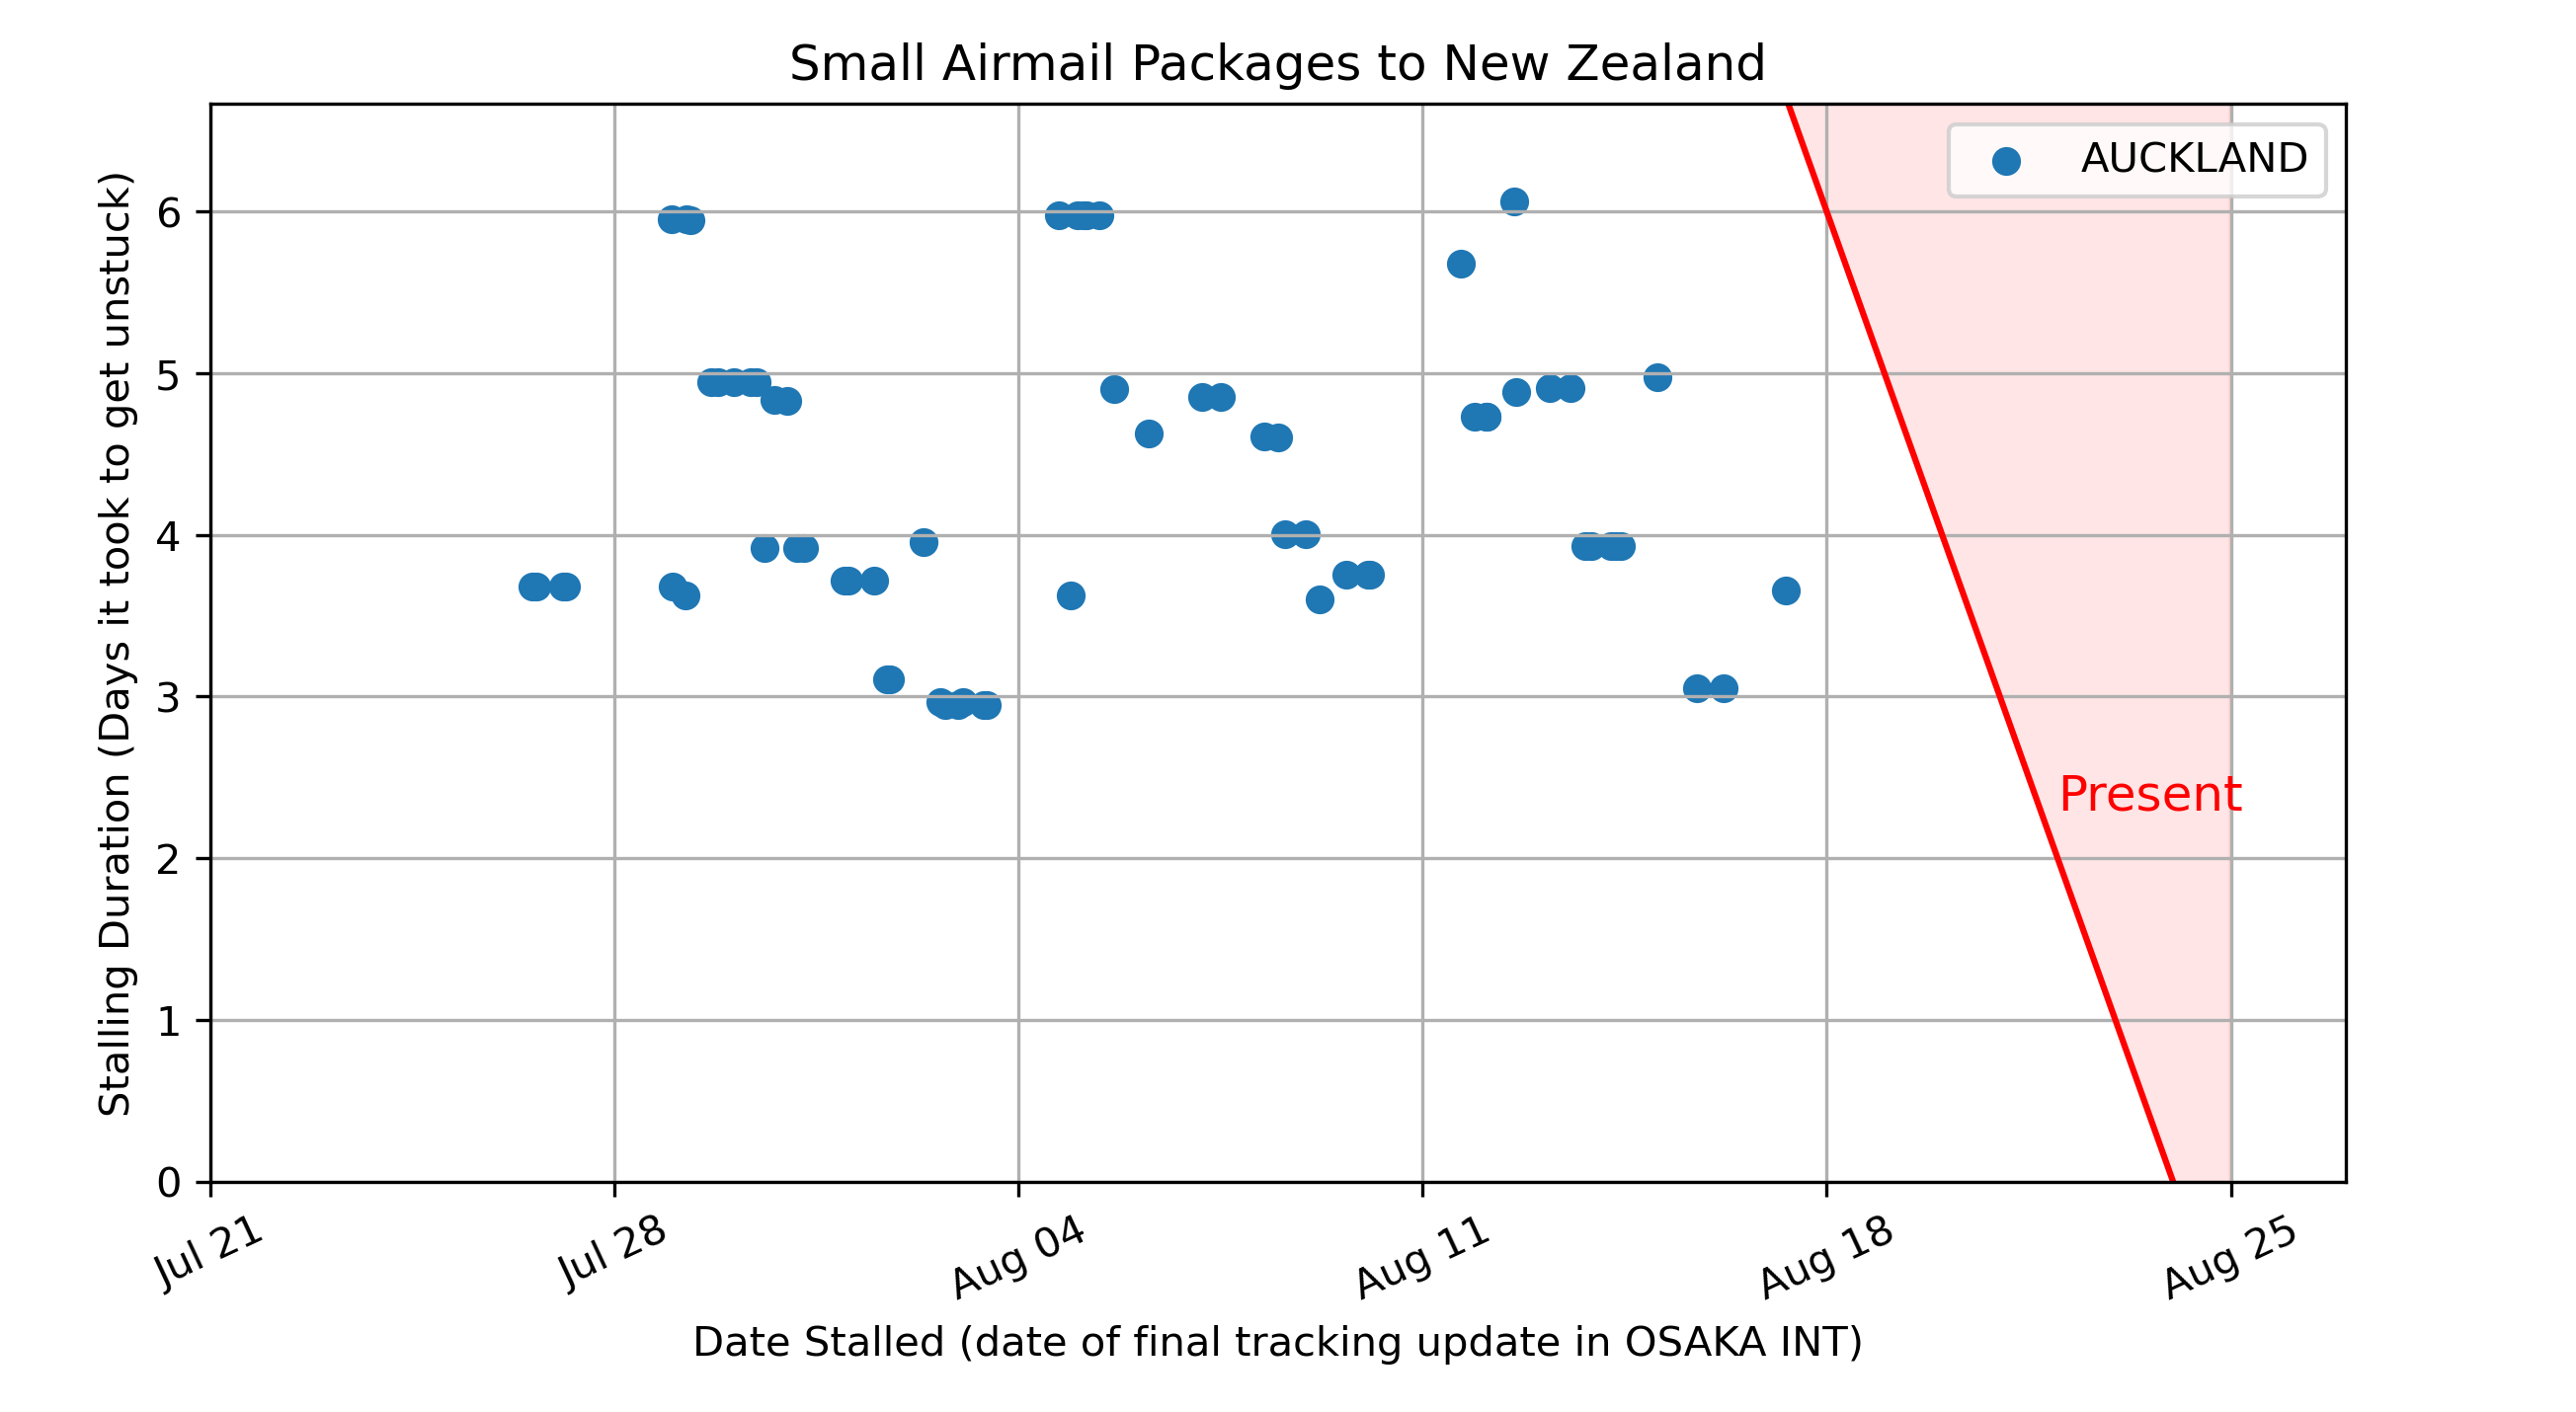 Small Airmail Packages to New Zealand
AUCKLAND
Stalling Duration (Days it took to get unstuck)
6
5
4
3
2
1
0
Present
Jul 21
Jul 28
Aug 04
Aug 11
Aug 18
Aug 25
Date Stalled (date of final tracking update in OSAKA INT)